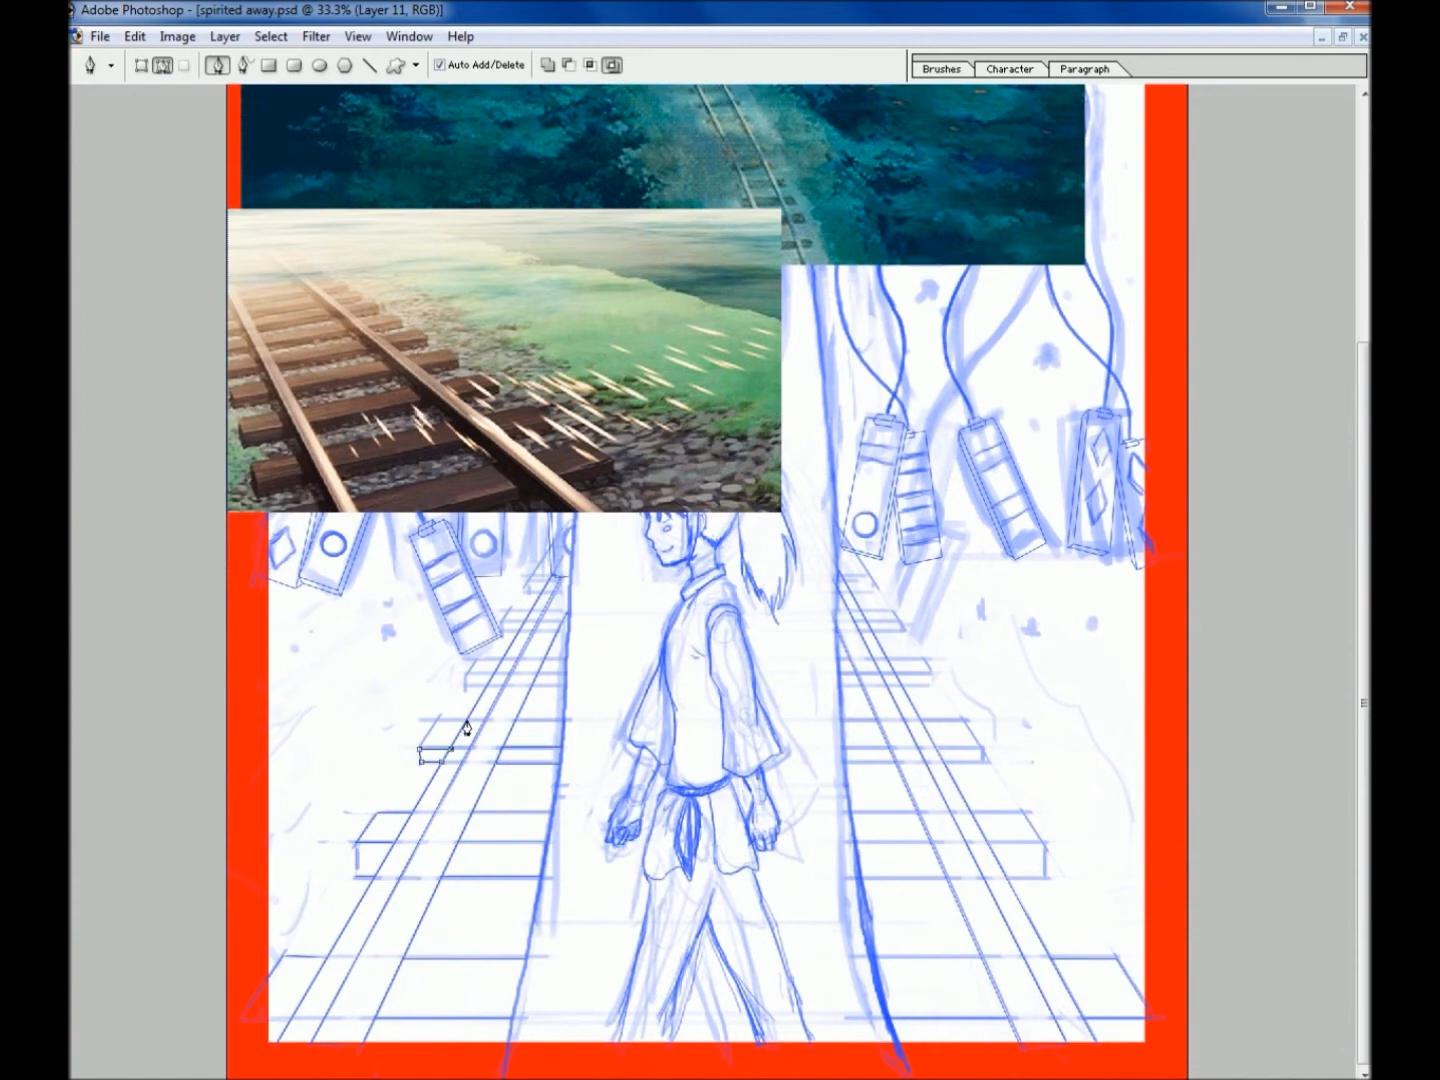 Adobe Photoshop - [spirited away.psd @ 33.3% (Layer 11, RGB)]
File Edit Image Layer Select Filter View Window Help
Auto Add/Delete Brushes Character Paragraph